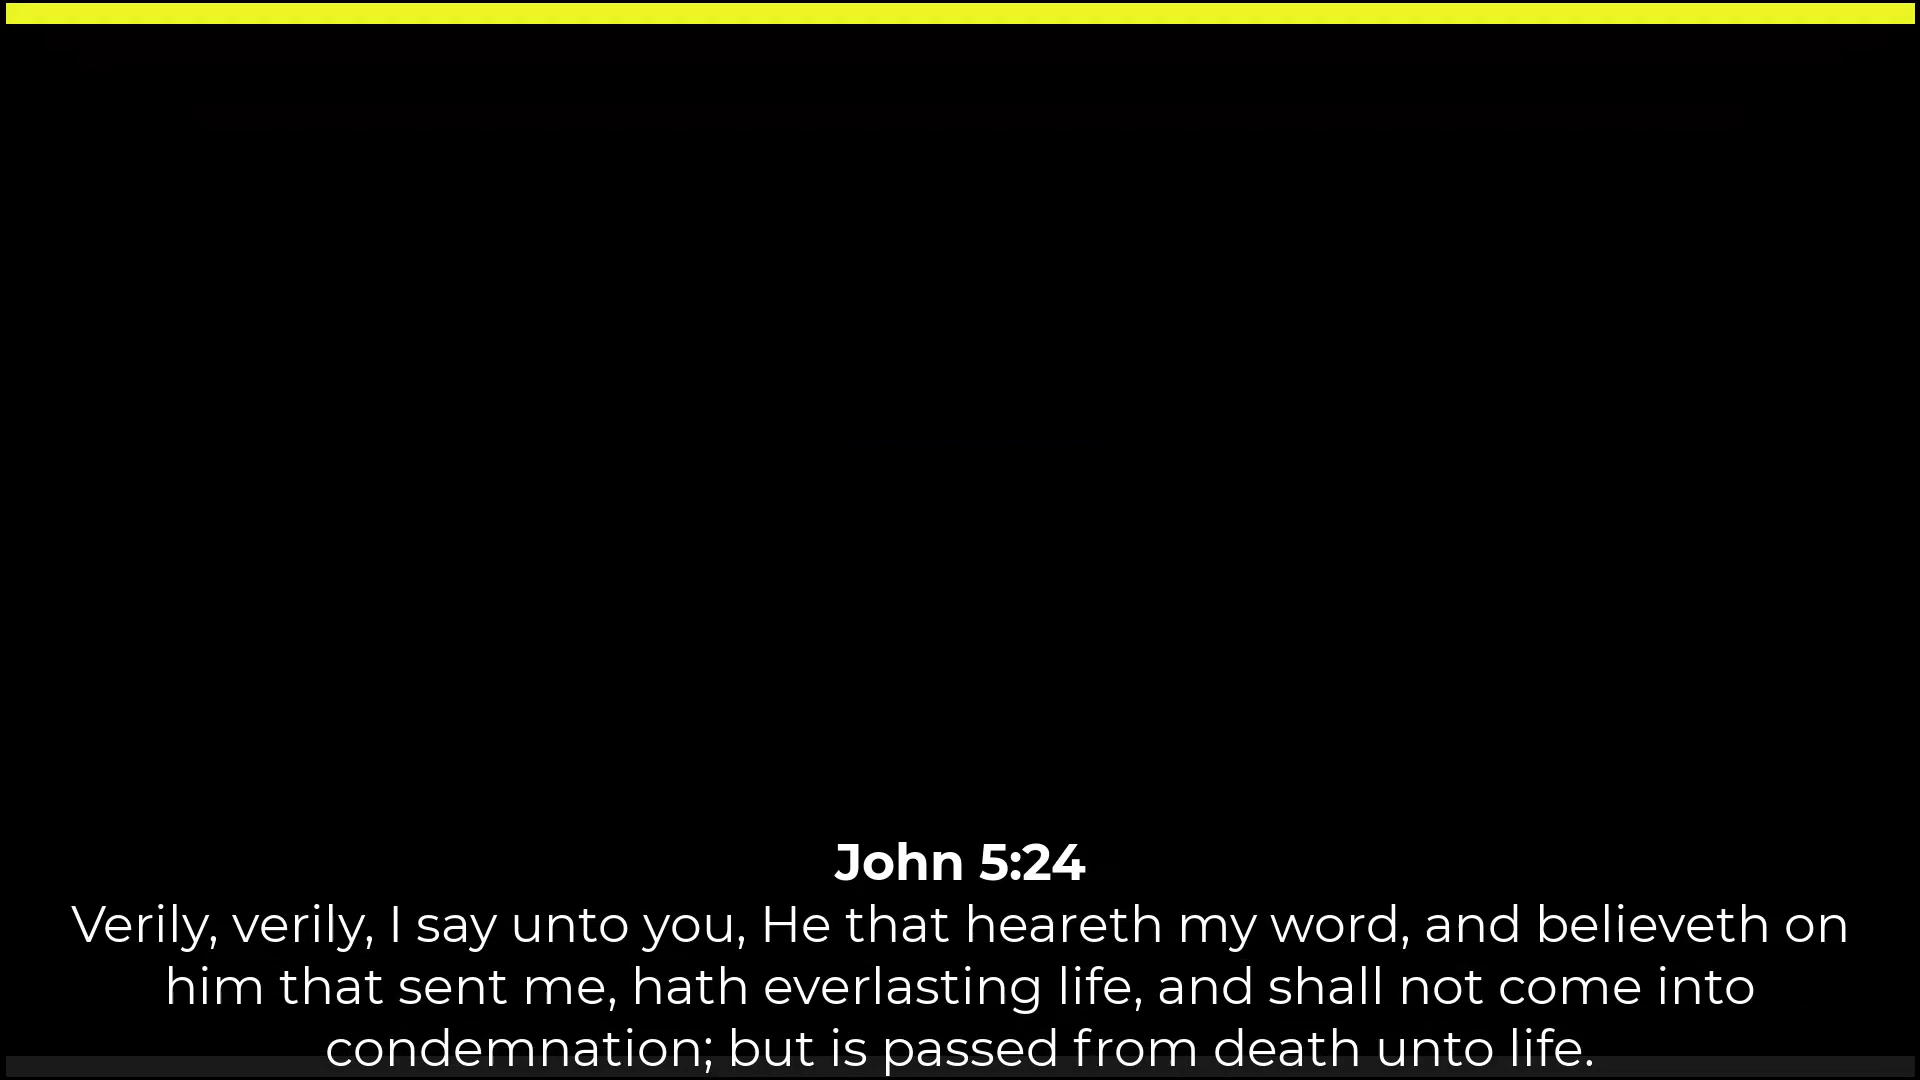 John 5:24
Verily, verily, I say unto you, He that heareth my word, and believeth on
him that sent me, hath everlasting life, and shall not come into
condemnation; but is passed from death unto life.